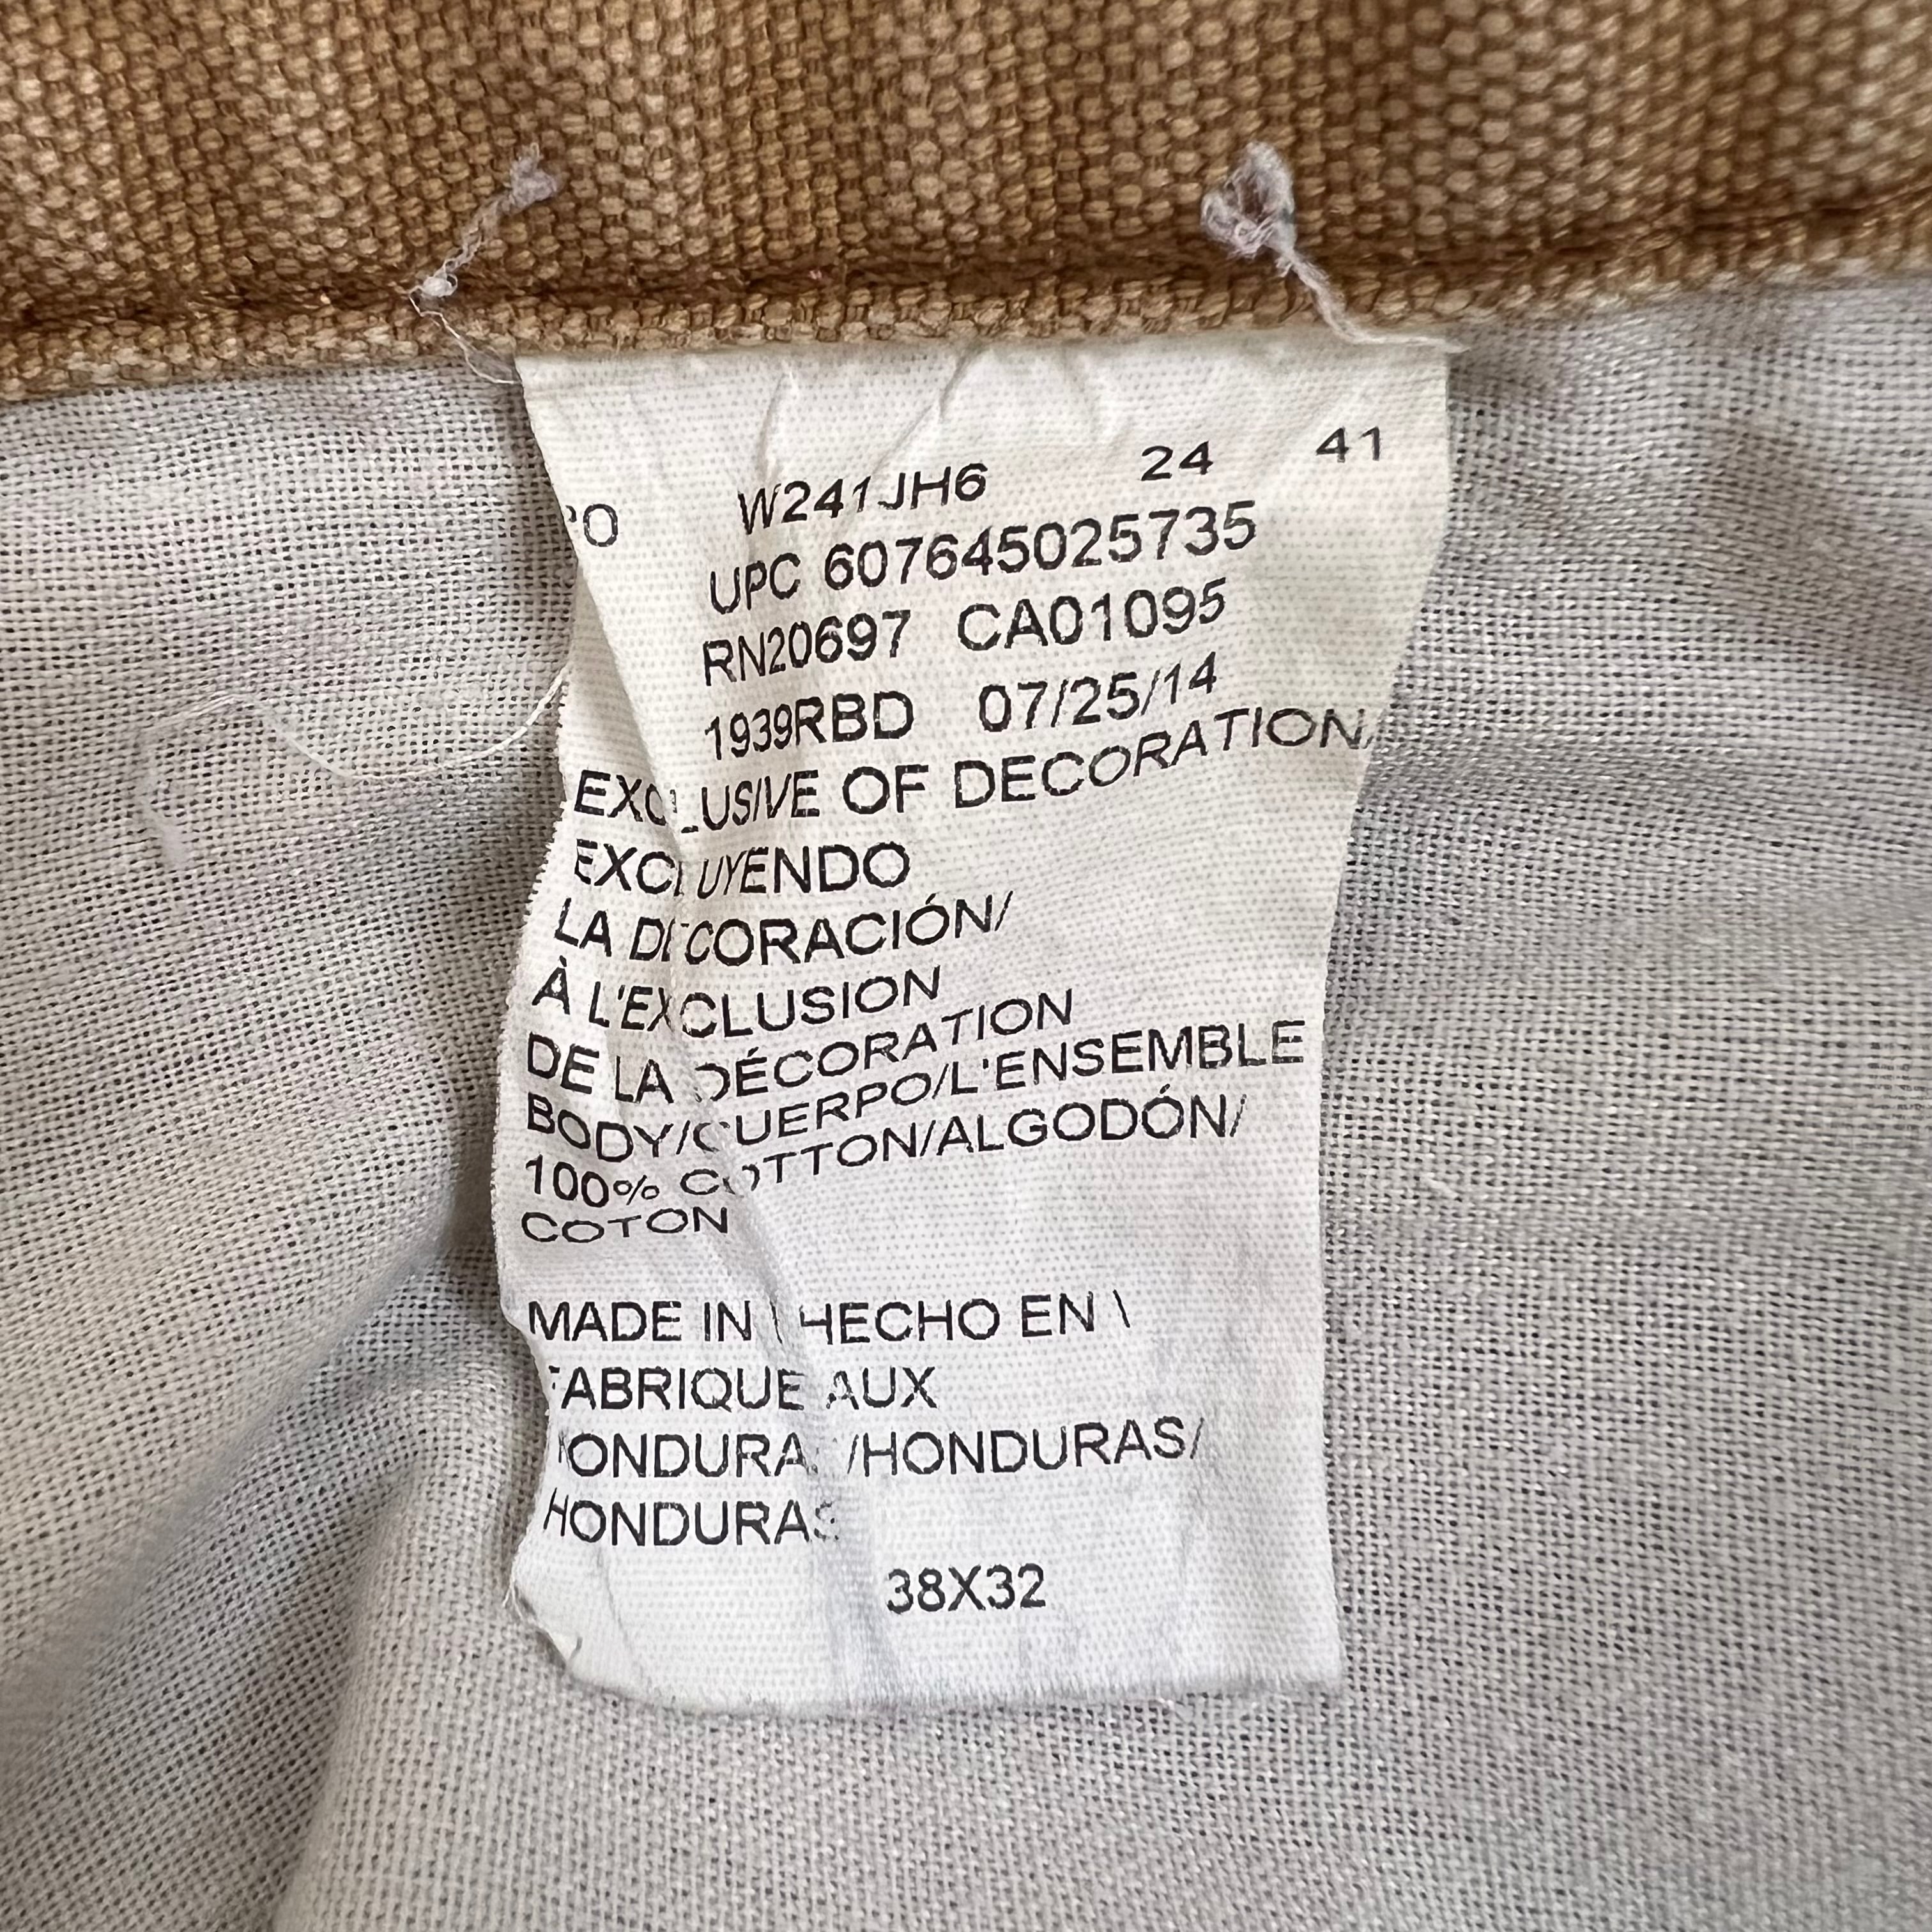 W241JH6 24 41
UPC 607645025735
RN20697 CA01095
1939RBD 07/25/14
EXCLUSIVE OF DECORATION/
EXCLUYENDO
LA DECORACIÓN/
À L'EXCLUSION
DE LA DÉCORATION
BODY/CUERPO/L'ENSEMBLE
100% COTTON/ALGODÓN/
COTON
MADE IN \ HECHO EN \
FABRIQUE AUX
HONDURAS/HONDURAS/
HONDURAS
38X32